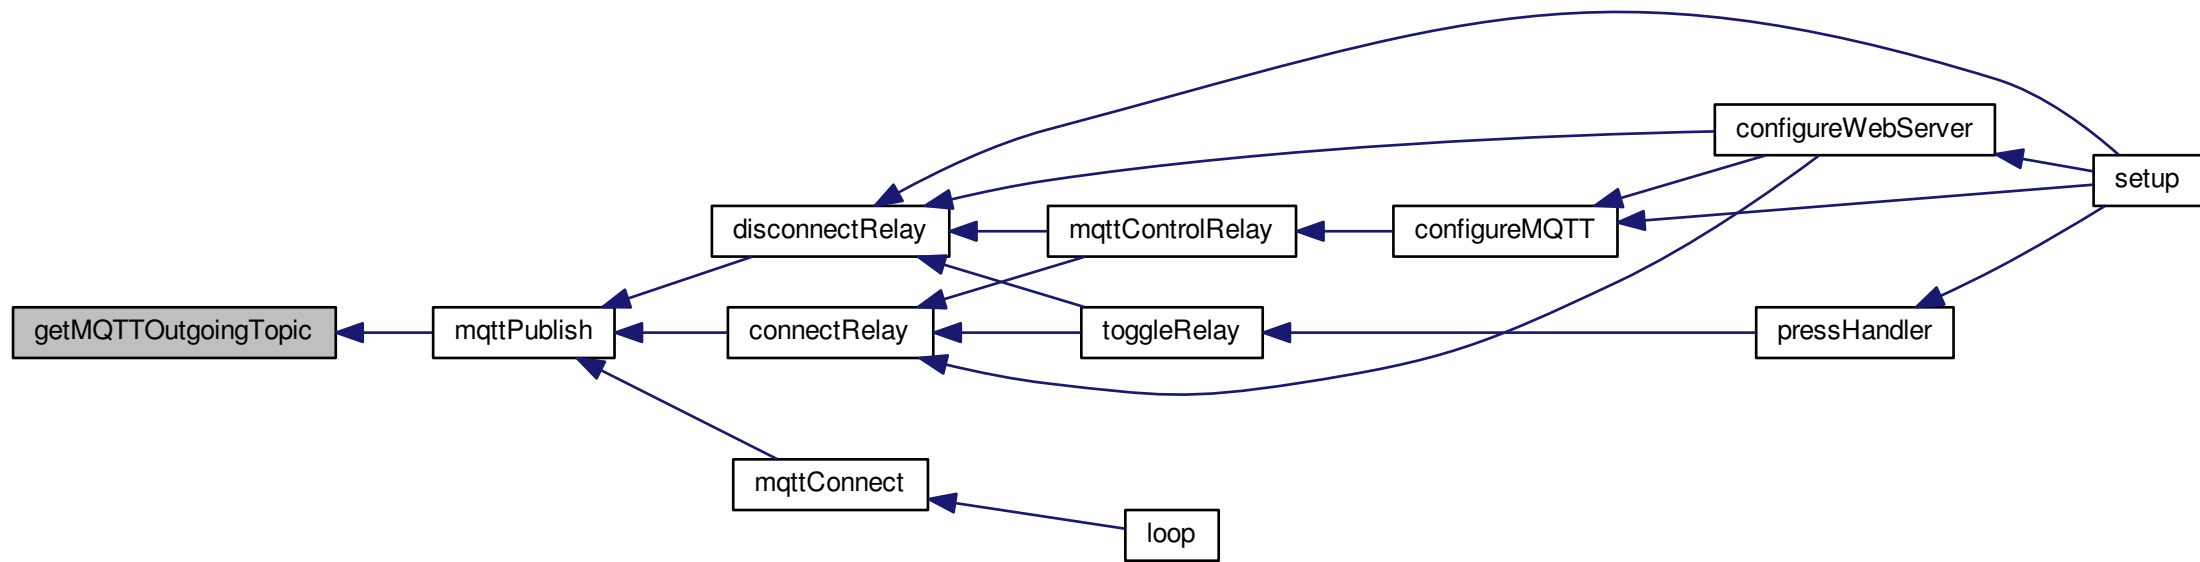 configureWebServer
setup
disconnectRelay
mqttControlRelay
configureMQTT
getMQTTOutgoingTopic
mqttPublish
connectRelay
toggleRelay
pressHandler
mqttConnect
loop